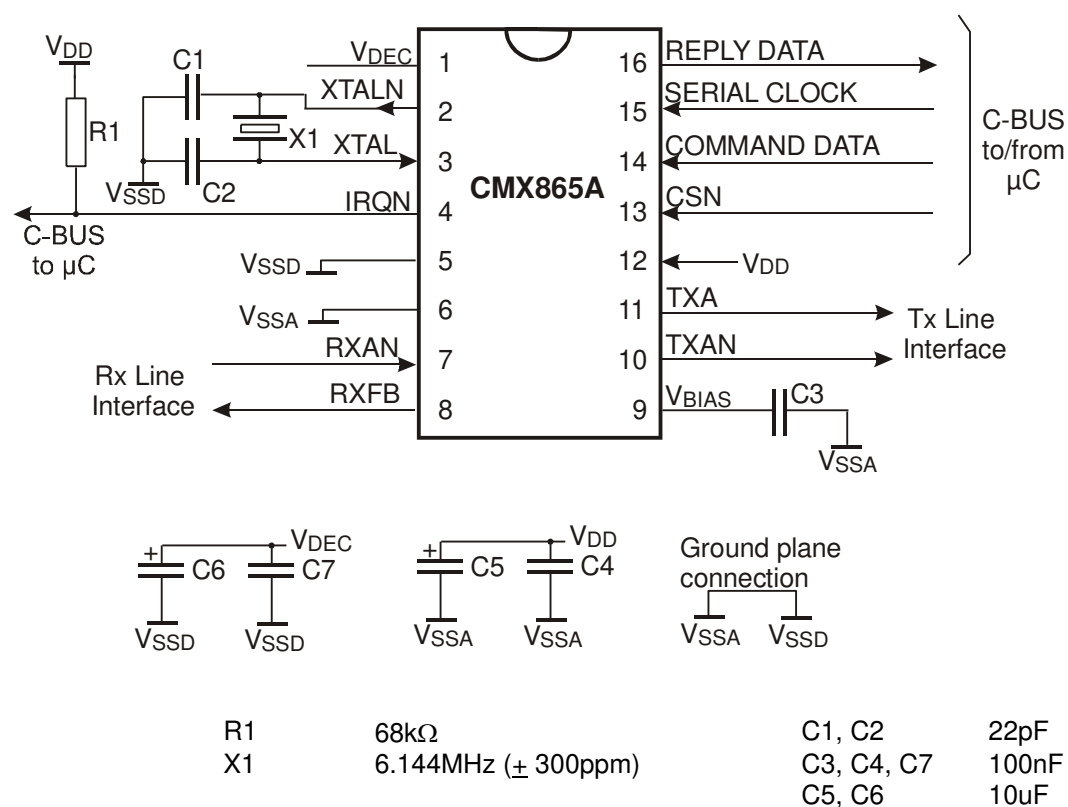 VDD
C1
R1
X1
C2
VSSD
C-BUS
to µC
VDEC
XTALN
XTAL
IRQN
VSSD
VSSA
RXAN
RXFB
Rx Line
Interface
1
2
3
4
5
6
7
8
CMX865A
16
15
14
13
12
11
10
9
REPLY DATA
SERIAL CLOCK
COMMAND DATA
CSN
VDD
TXA
TXAN
VBIAS
C3
VSSA
C-BUS
to/from
µC
Tx Line
Interface
+
C6
C7
VDEC
VSSD
VSSD
+
C5
C4
VDD
VSSA
VSSA
Ground plane
connection
VSSA
VSSD
R1 68kΩ
X1 6.144MHz (± 300ppm)
C1, C2 22pF
C3, C4, C7 100nF
C5, C6 10uF